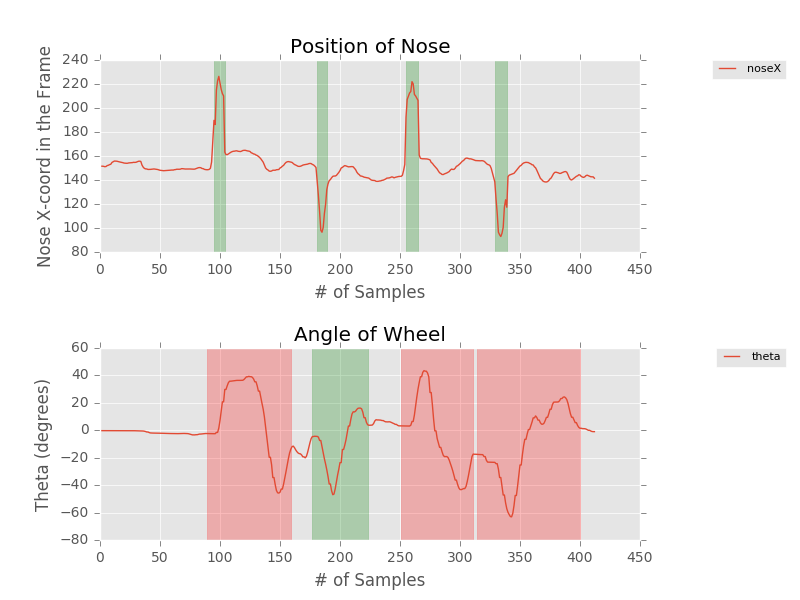 Position of Nose
240
220
200
180
160
140
120
100
80
Nose X-coord in the Frame
0 50 100 150 200 250 300 350 400 450
# of Samples
noseX
Angle of Wheel
60
40
20
0
−20
−40
−60
−80
Theta (degrees)
0 50 100 150 200 250 300 350 400 450
# of Samples
theta